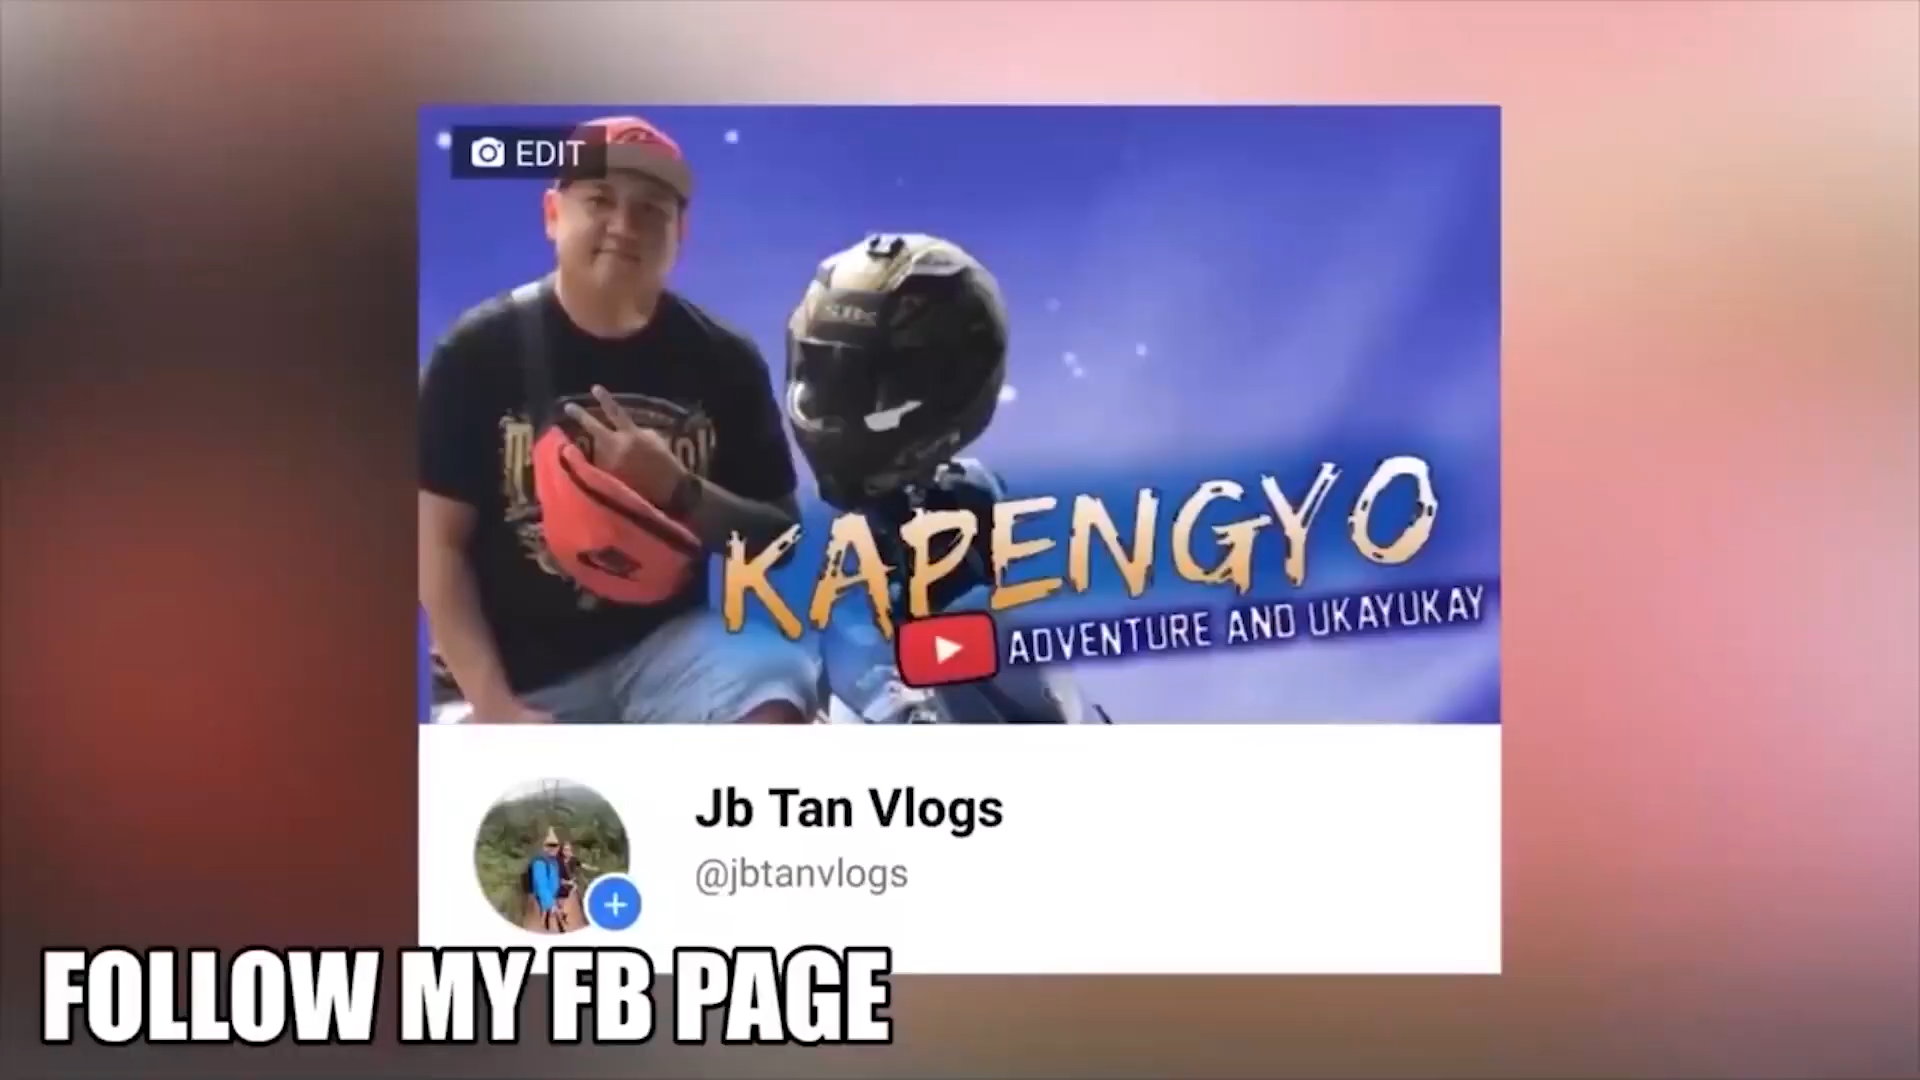 EDIT
KAPENGYO
ADVENTURE AND UKAYUKAY
Jb Tan Vlogs
@jbtanvlogs
FOLLOW MY FB PAGE